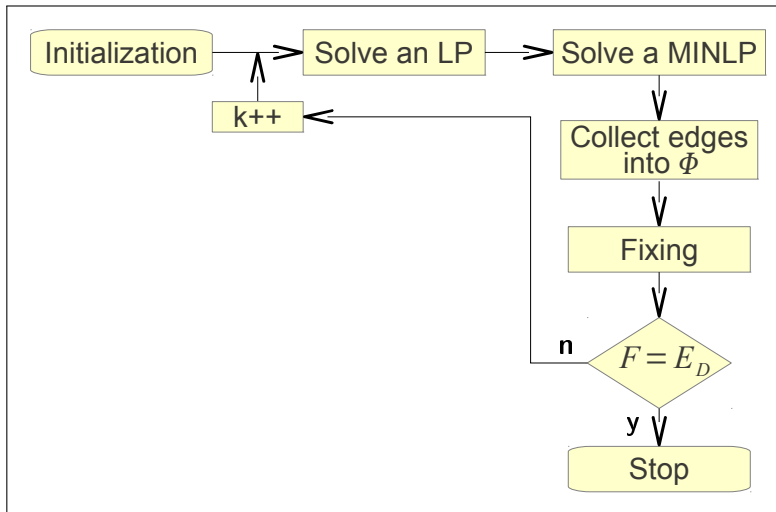 Initialization
Solve an LP
Solve a MINLP
k++
Collect edges
into Φ
Fixing
n
F = E_D
y
Stop